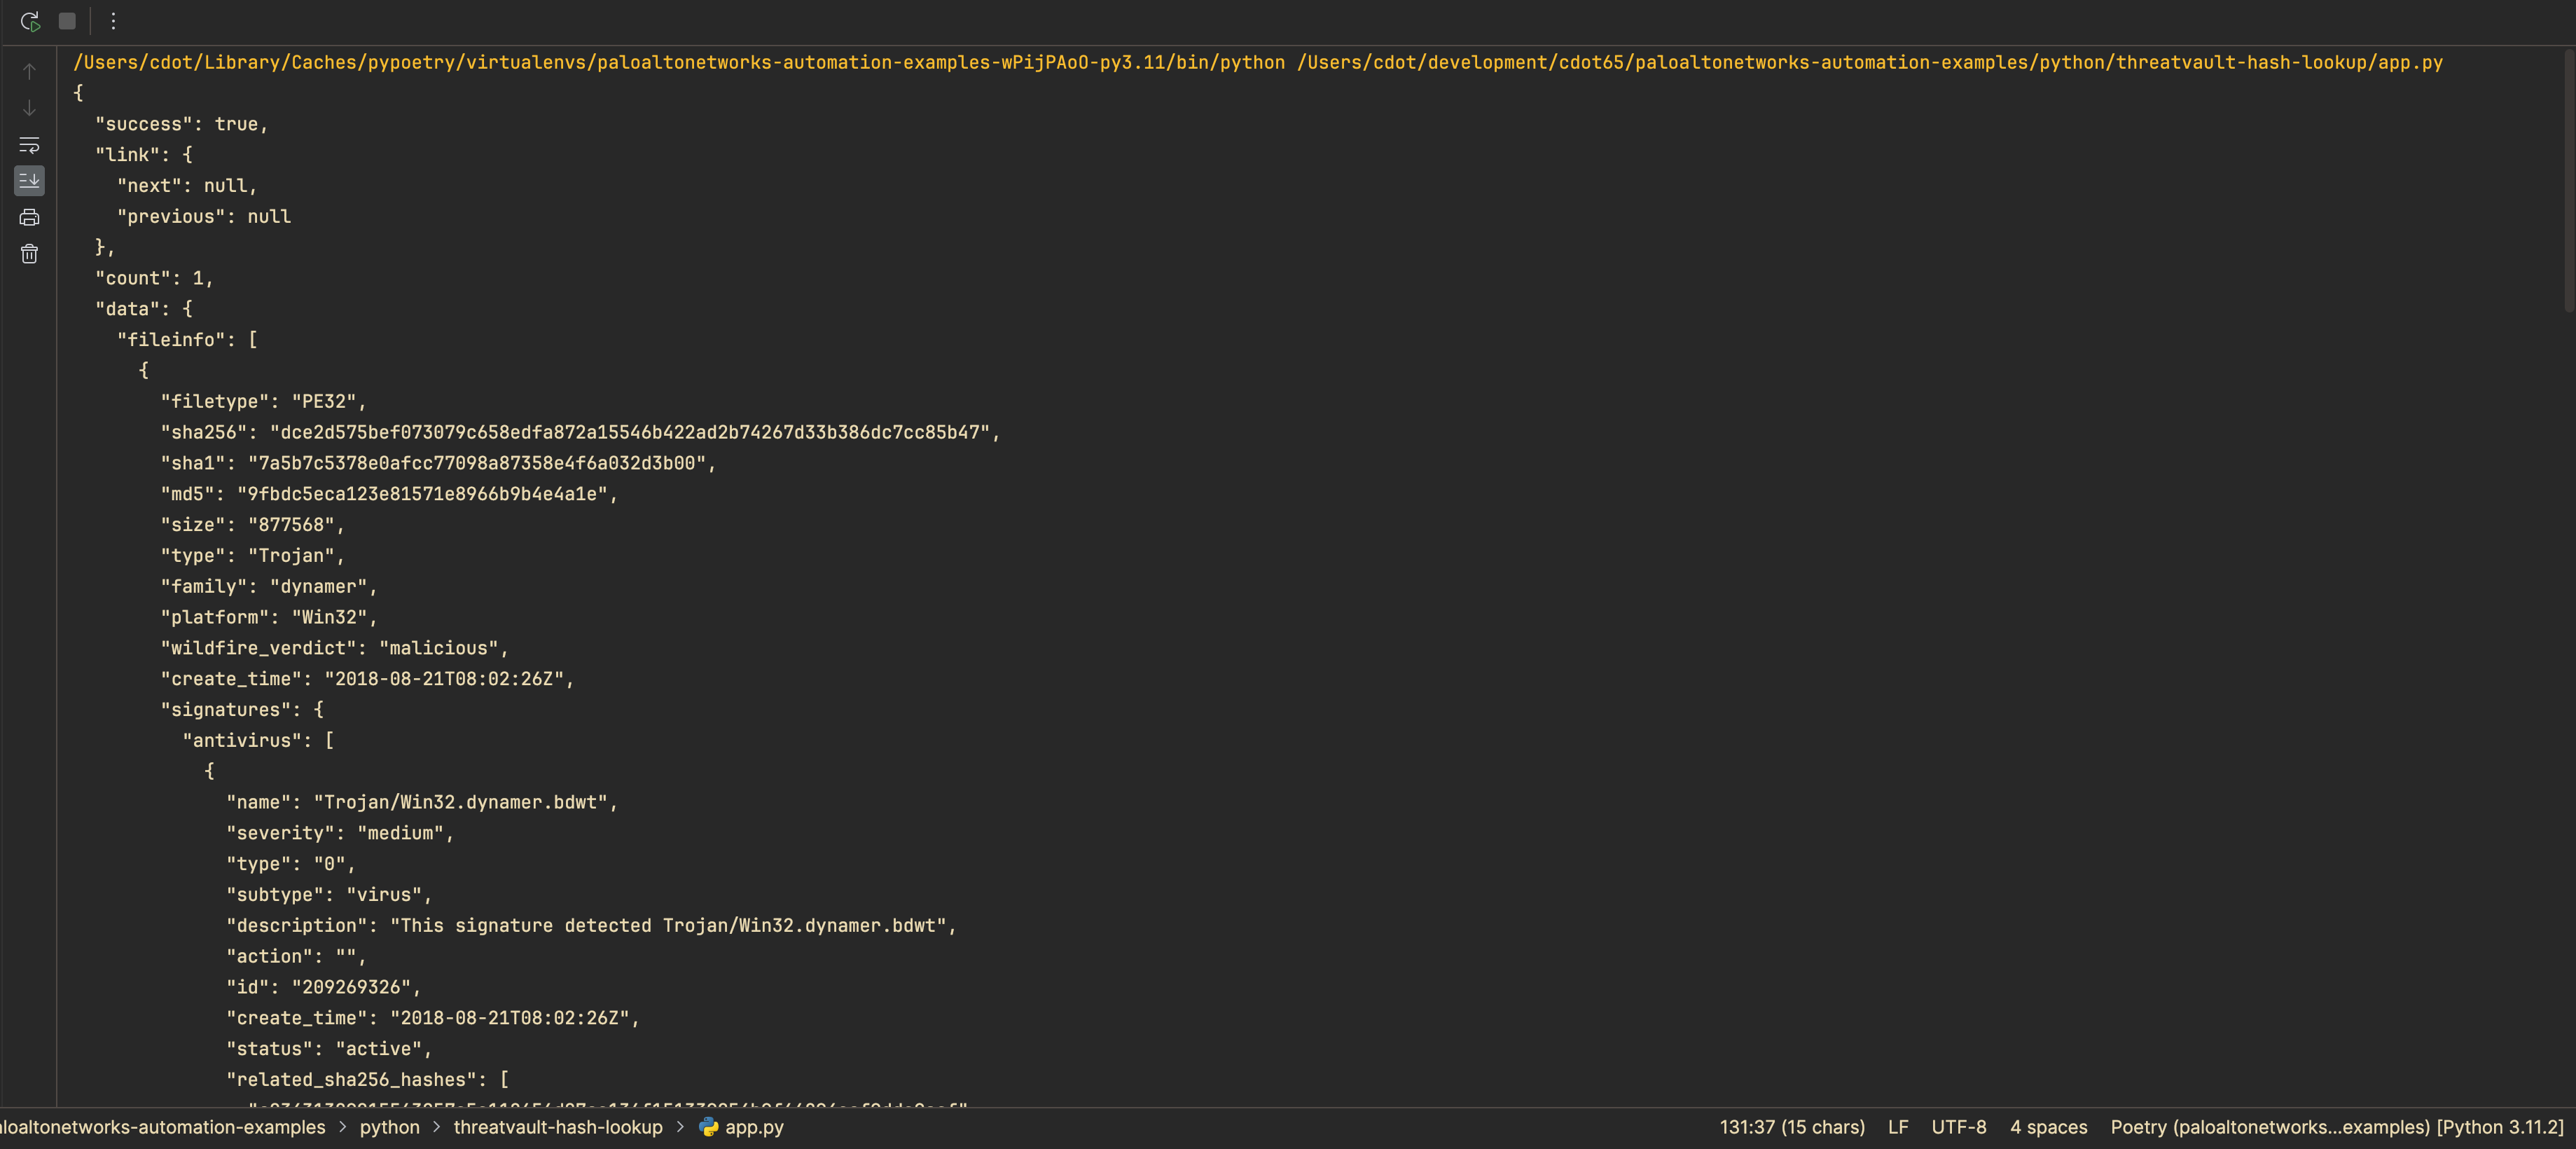 /Users/cdot/Library/Caches/pypoetry/virtualenvs/paloaltonetworks-automation-examples-wPijPAoO-py3.11/bin/python /Users/cdot/development/cdot65/paloaltonetworks-automation-examples/python/threatvault-hash-lookup/app.py
{
  "success": true,
  "link": {
    "next": null,
    "previous": null
  },
  "count": 1,
  "data": {
    "fileinfo": [
      {
        "filetype": "PE32",
        "sha256": "dce2d575bef073079c658edfa872a15546b422ad2b74267d33b386dc7cc85b47",
        "sha1": "7a5b7c5378e0afcc77098a87358e4f6a032d3b00",
        "md5": "9fbdc5eca123e81571e8966b9b4e4a1e",
        "size": "877568",
        "type": "Trojan",
        "family": "dynamer",
        "platform": "Win32",
        "wildfire_verdict": "malicious",
        "create_time": "2018-08-21T08:02:26Z",
        "signatures": {
          "antivirus": [
            {
              "name": "Trojan/Win32.dynamer.bdwt",
              "severity": "medium",
              "type": "0",
              "subtype": "virus",
              "description": "This signature detected Trojan/Win32.dynamer.bdwt",
              "action": "",
              "id": "209269326",
              "create_time": "2018-08-21T08:02:26Z",
              "status": "active",
              "related_sha256_hashes": [
aloaltonetworks-automation-examples > python > threatvault-hash-lookup > app.py 131:37 (15 chars) LF UTF-8 4 spaces Poetry (paloaltonetworks...examples) [Python 3.11.2]